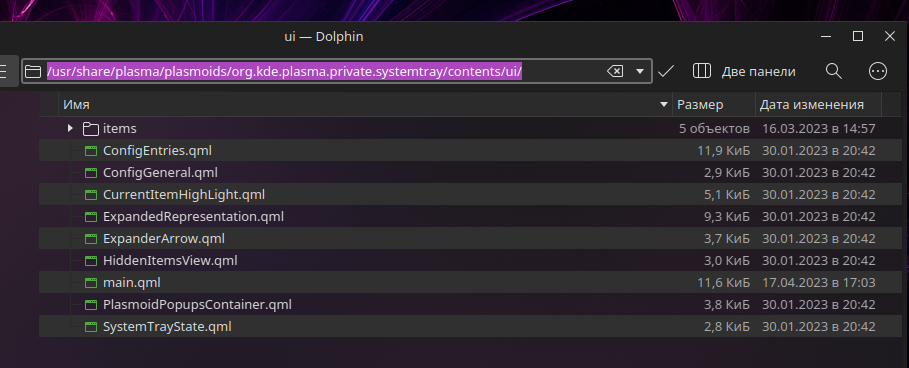 ui — Dolphin
/usr/share/plasma/plasmoids/org.kde.plasma.private.systemtray/contents/ui/ Две панели
Имя Размер Дата изменения
items 5 объектов 16.03.2023 в 14:57
ConfigEntries.qml 11,9 КиБ 30.01.2023 в 20:42
ConfigGeneral.qml 2,9 КиБ 30.01.2023 в 20:42
CurrentItemHighLight.qml 5,1 КиБ 30.01.2023 в 20:42
ExpandedRepresentation.qml 9,3 КиБ 30.01.2023 в 20:42
ExpanderArrow.qml 3,7 КиБ 30.01.2023 в 20:42
HiddenItemsView.qml 3,0 КиБ 30.01.2023 в 20:42
main.qml 11,6 КиБ 17.04.2023 в 17:03
PlasmoidPopupsContainer.qml 3,8 КиБ 30.01.2023 в 20:42
SystemTrayState.qml 2,8 КиБ 30.01.2023 в 20:42